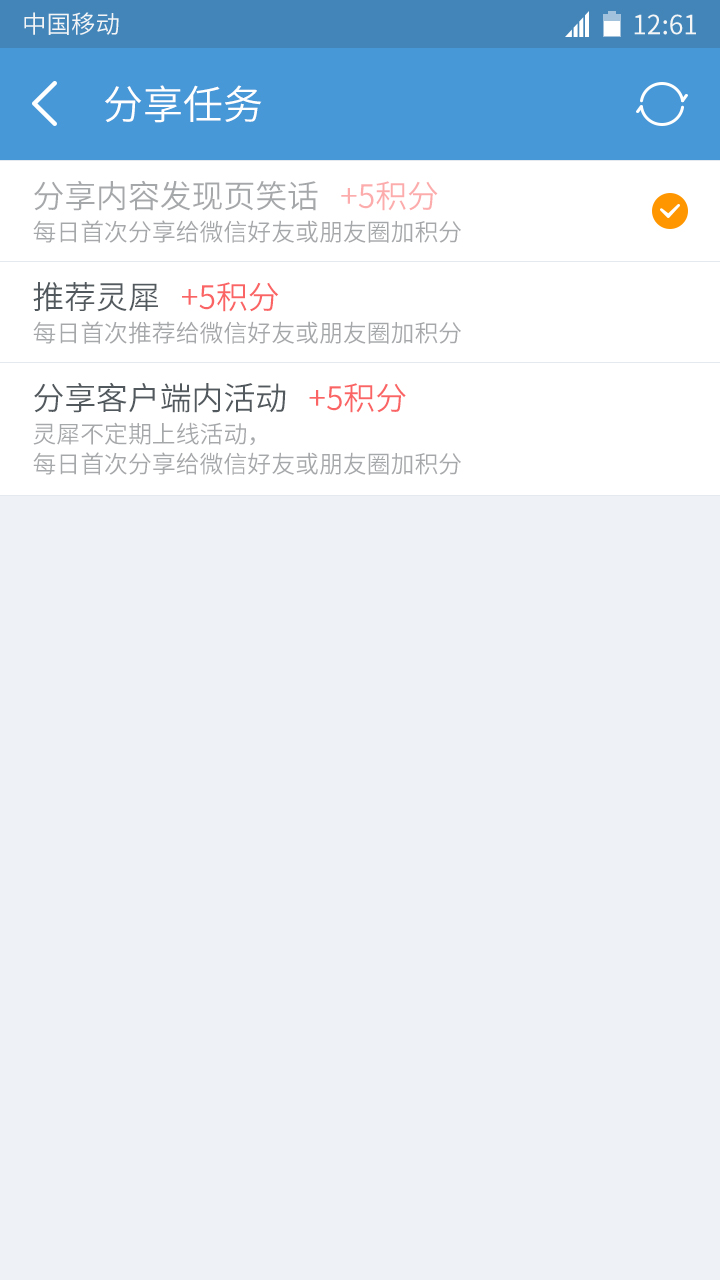 中国移动 12:61
分享任务
分享内容发现页笑话 +5积分
每日首次分享给微信好友或朋友圈加积分
推荐灵犀 +5积分
每日首次推荐给微信好友或朋友圈加积分
分享客户端内活动 +5积分
灵犀不定期上线活动，
每日首次分享给微信好友或朋友圈加积分